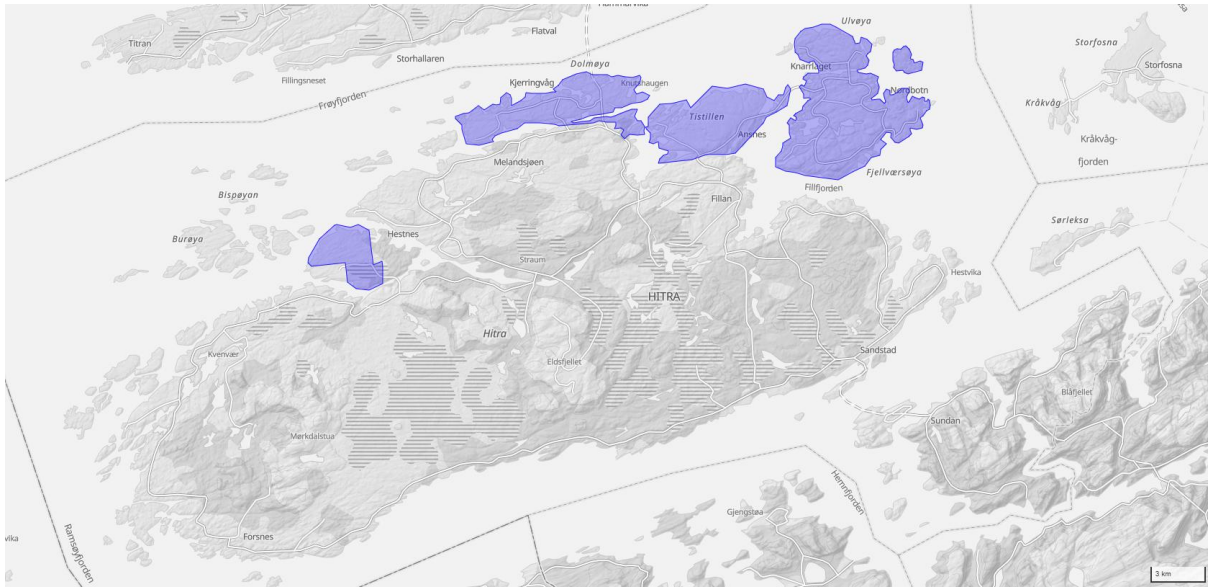 Ulvøya
Flatval
Titran
Storfosna
Storhallaren
Dolmøya
Storfosna
Knarrlaget
Fillingsneset
Kjerringvåg
Knutshaugen
Nordbotn
Frøyfjorden
Kråkvåg
Tistillen
Ansnes
Kråkvåg-
fjorden
Melandsjøen
Fjellværsøya
Fillfjorden
Bispøyan
Fillan
Sørleksa
Burøya
Hestnes
Straum
Hestvika
HITRA
Hitra
Kvenvær
Eldsfjellet
Sandstad
Blåfjellet
Sundan
Mørkdalstua
Hemnfjorden
Gjengstøa
Forsnes
vika
Ramsøyfjorden
3 km